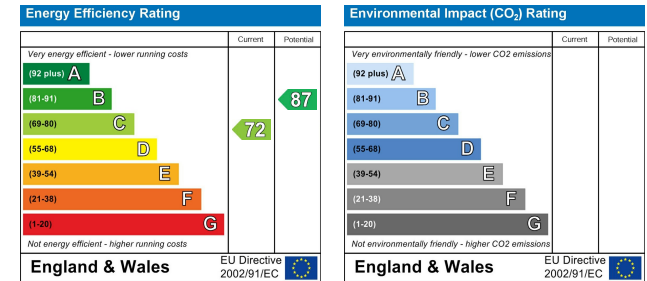 Energy Efficiency Rating
Current Potential
Very energy efficient - lower running costs
(92 plus) A
(81-91) B
87
(69-80) C
72
(55-68) D
(39-54) E
(21-38) F
(1-20) G
Not energy efficient - higher running costs
England & Wales
EU Directive
2002/91/EC
Environmental Impact (CO2) Rating
Current Potential
Very environmentally friendly - lower CO2 emissions
(92 plus) A
(81-91) B
(69-80) C
(55-68) D
(39-54) E
(21-38) F
(1-20) G
Not environmentally friendly - higher CO2 emissions
England & Wales
EU Directive
2002/91/EC